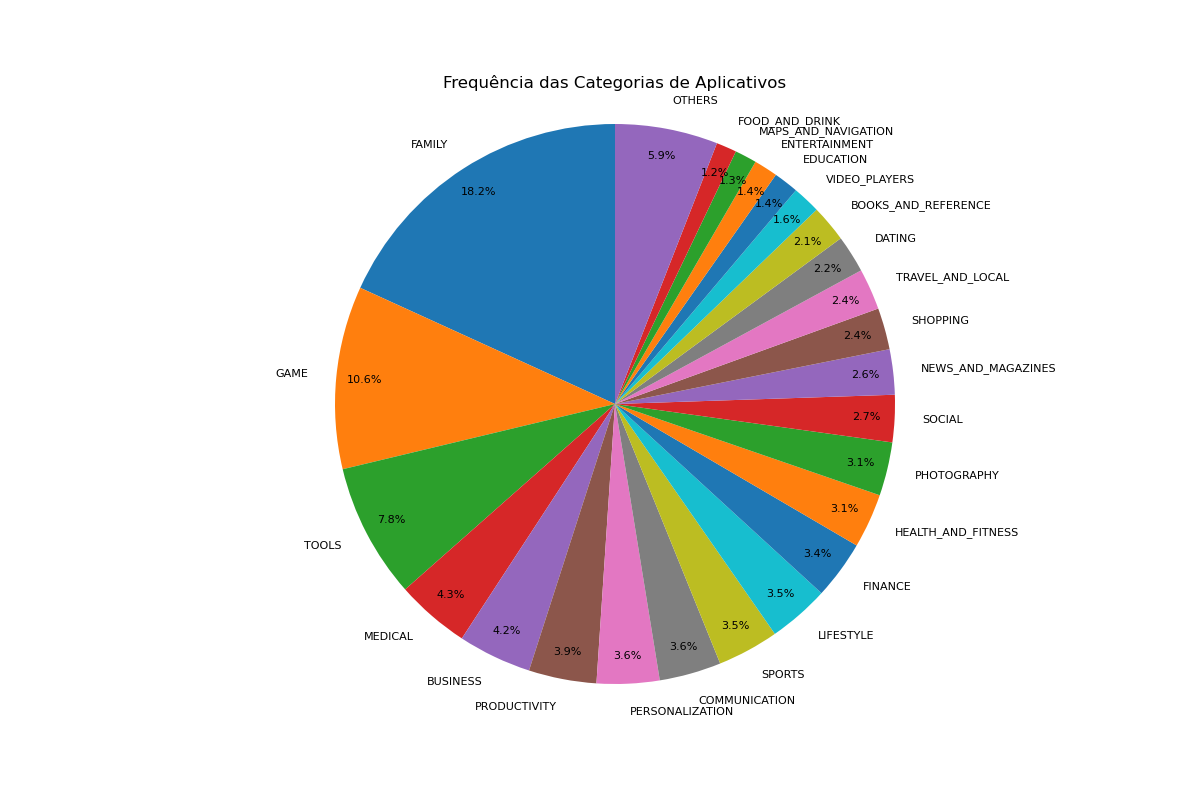 Frequência das Categorias de Aplicativos
OTHERS
5.9%
FOOD_AND_DRINK
1.2%
MAPS_AND_NAVIGATION
1.3%
ENTERTAINMENT
1.4%
EDUCATION
1.4%
VIDEO_PLAYERS
1.6%
BOOKS_AND_REFERENCE
2.1%
DATING
2.2%
TRAVEL_AND_LOCAL
2.4%
SHOPPING
2.4%
NEWS_AND_MAGAZINES
2.6%
SOCIAL
2.7%
PHOTOGRAPHY
3.1%
HEALTH_AND_FITNESS
3.1%
FINANCE
3.4%
LIFESTYLE
3.5%
SPORTS
3.5%
COMMUNICATION
3.6%
PERSONALIZATION
3.6%
PRODUCTIVITY
3.9%
BUSINESS
4.2%
MEDICAL
4.3%
TOOLS
7.8%
GAME
10.6%
FAMILY
18.2%